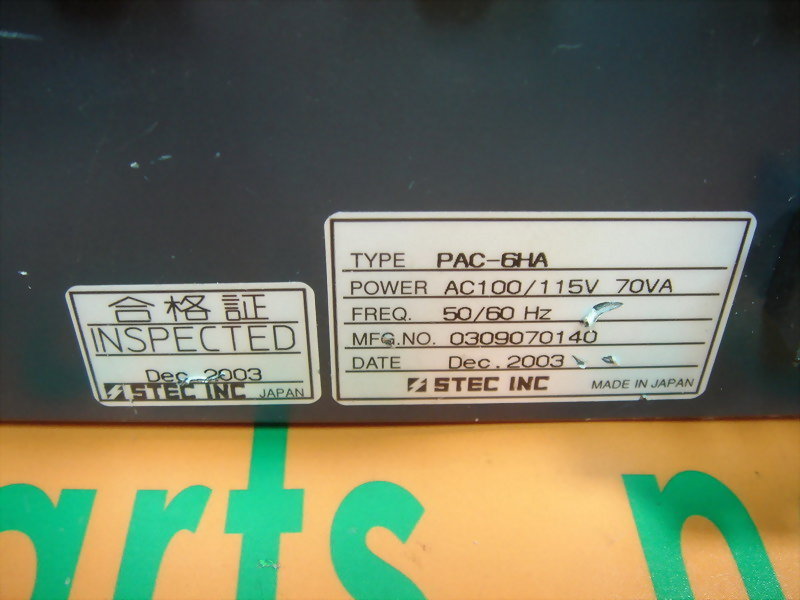 合格証
INSPECTED
Dec. 2003
STEC INC JAPAN
TYPE PAC-6HA
POWER AC100/115V 70VA
FREQ. 50/60 Hz
MFG.NO. 0309070140
DATE Dec. 2003
STEC INC MADE IN JAPAN
arts